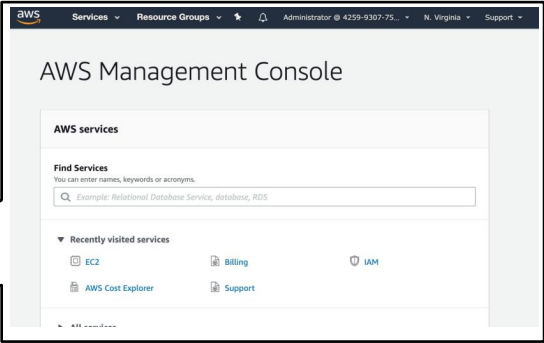 aws Services Resource Groups Administrator @ 4259-9307-75... N. Virginia Support
AWS Management Console
AWS services
Find Services
You can enter names, keywords or acronyms.
Example: Relational Database Service, database, RDS
Recently visited services
EC2 Billing IAM
AWS Cost Explorer Support
All services